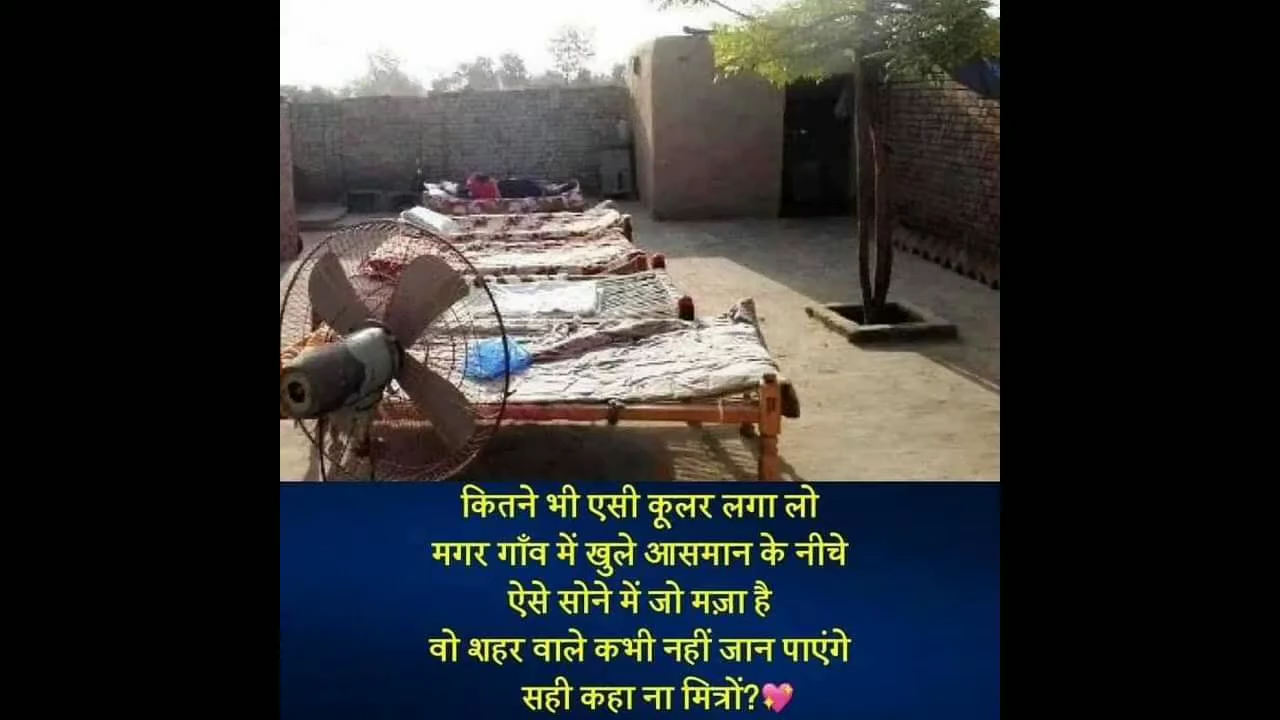 कितने भी एसी कूलर लगा लो
मगर गाँव में खुले आसमान के नीचे
ऐसे सोने में जो मज़ा है
वो शहर वाले कभी नहीं जान पाएंगे
सही कहा ना मित्रों?💖